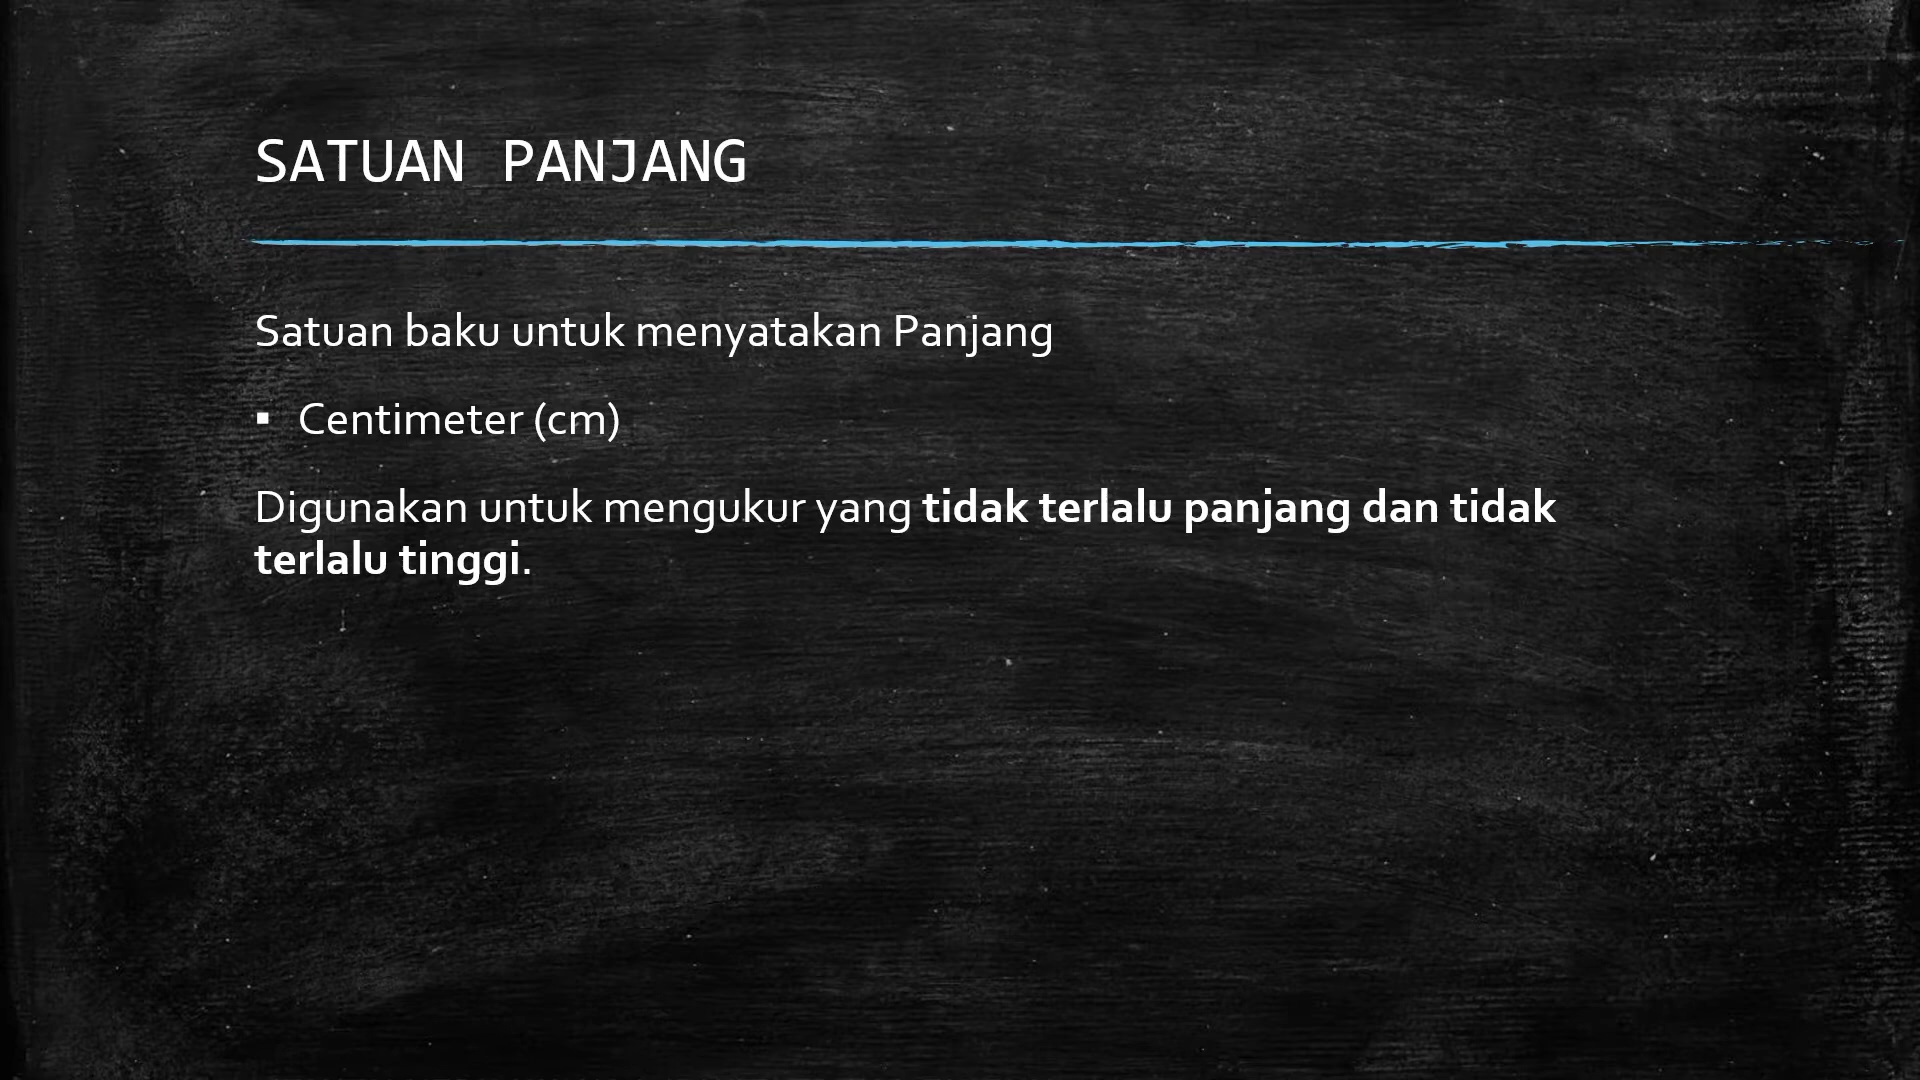 SATUAN PANJANG
Satuan baku untuk menyatakan Panjang
▪ Centimeter (cm)
Digunakan untuk mengukur yang tidak terlalu panjang dan tidak
terlalu tinggi.